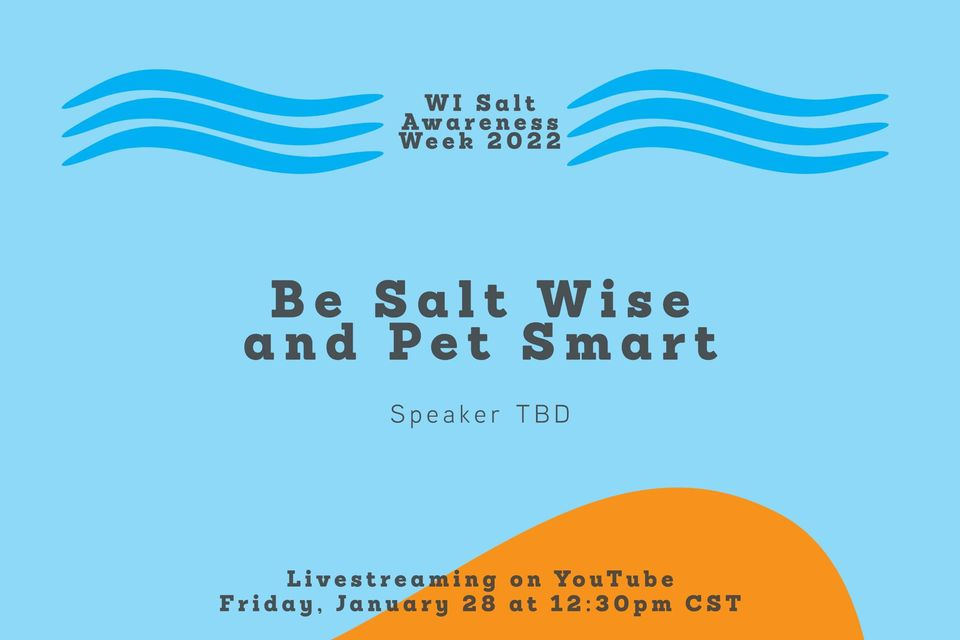 WI Salt
Awareness
Week 2022
Be Salt Wise
and Pet Smart
Speaker TBD
Livestreaming on YouTube
Friday, January 28 at 12:30pm CST